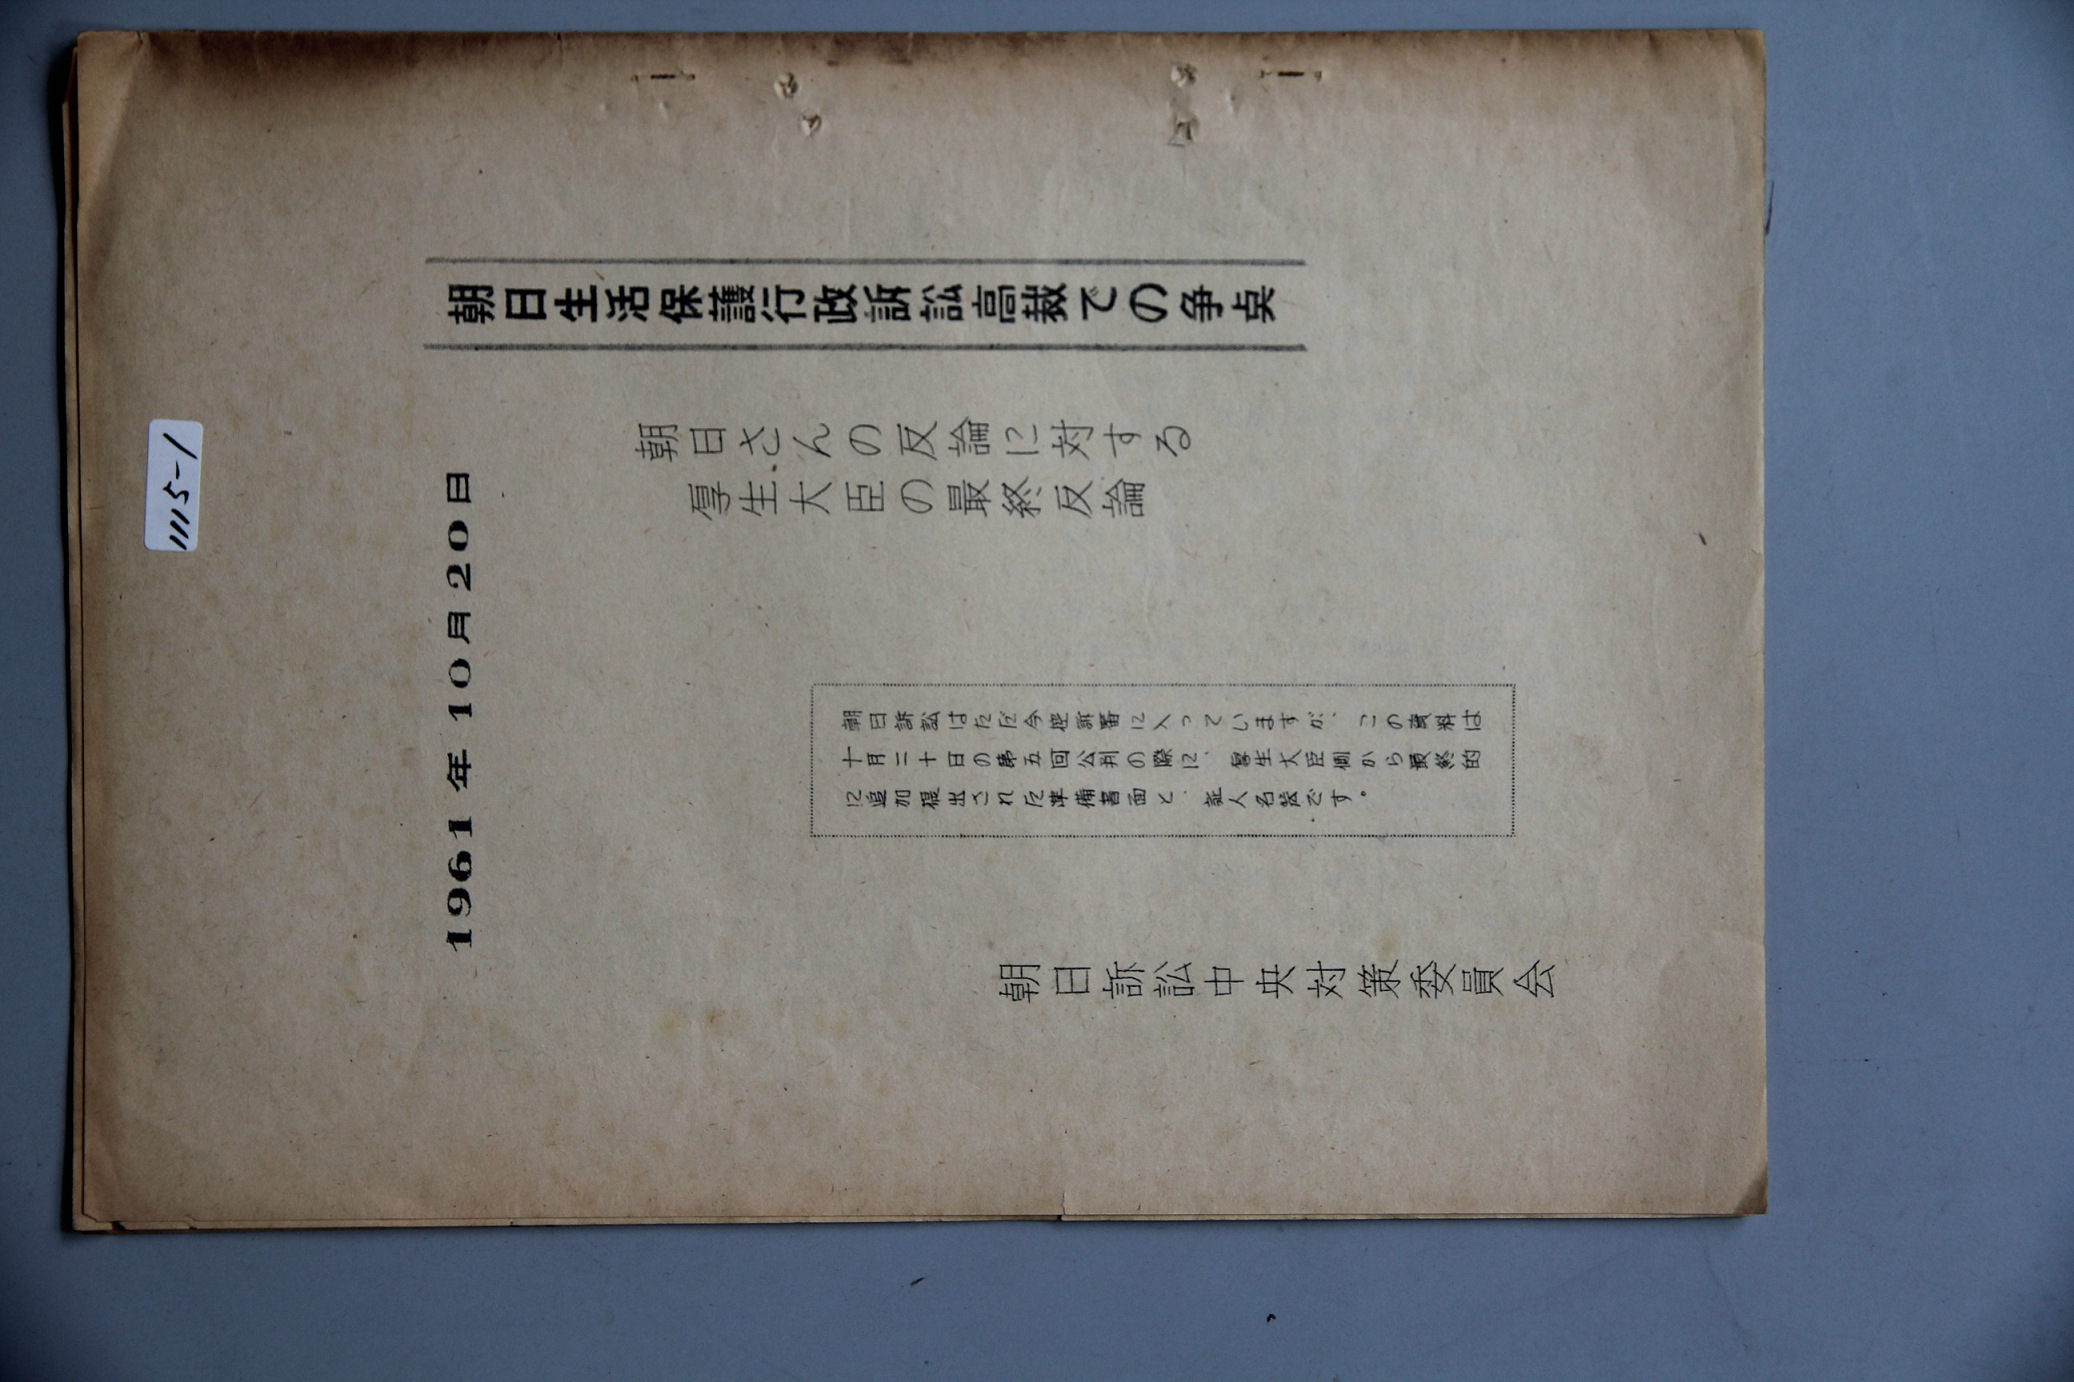 朝日生活保護行政訴訟高裁での争点
朝日さんの反論に対する
厚生大臣の最終反論
1961年10月20日
朝日訴訟はただ今控訴審に入っていますが、この資料は
十月二十日の第五回公判の際に、厚生大臣側から最終的
に追加提出された準備書面と、証人名簿です。
朝日訴訟中央対策委員会
1115-1